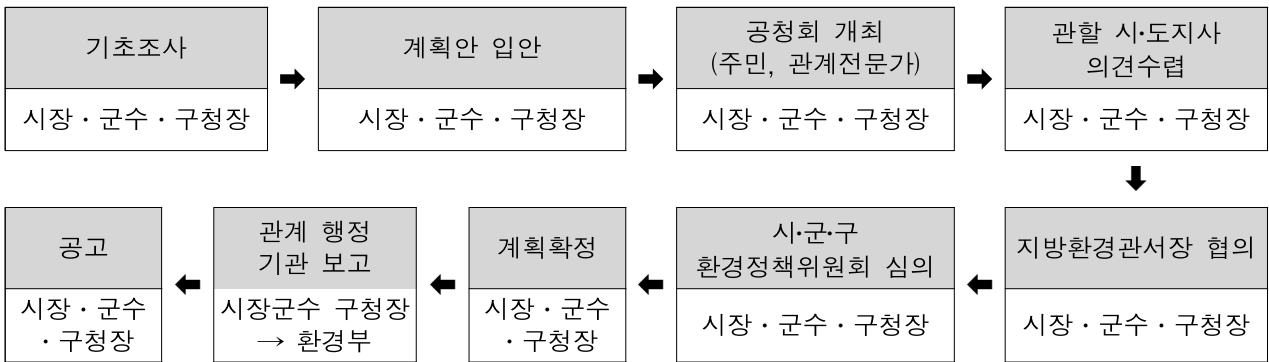 기초조사
시장 · 군수 · 구청장
계획안 입안
시장 · 군수 · 구청장
공청회 개최
(주민, 관계전문가)
시장 · 군수 · 구청장
관할 시·도지사
의견수렴
시장 · 군수 · 구청장
지방환경관서장 협의
시장 · 군수 · 구청장
시·군·구
환경정책위원회 심의
시장 · 군수 · 구청장
계획확정
시장 · 군수
· 구청장
관계 행정
기관 보고
시장군수 구청장
→ 환경부
공고
시장 · 군수
· 구청장